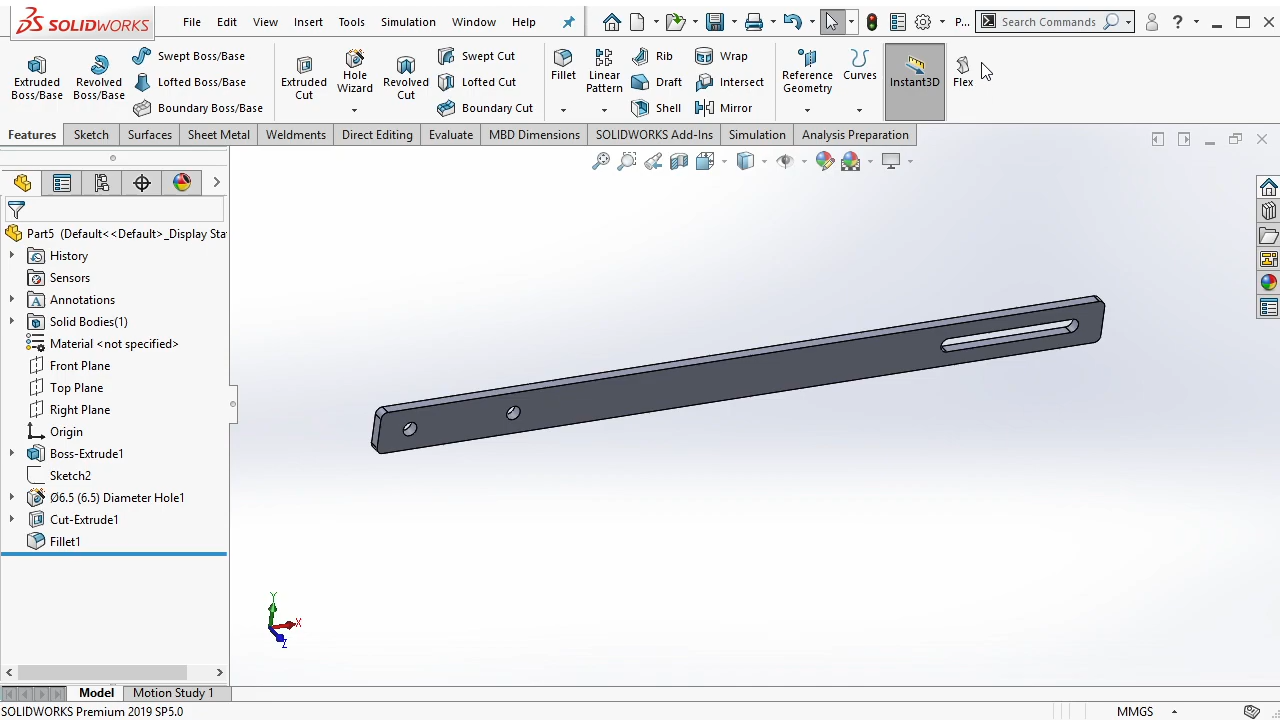 SOLIDWORKS
File Edit View Insert Tools Simulation Window Help
P... Search Commands ?
Extruded Boss/Base
Revolved Boss/Base
Swept Boss/Base
Lofted Boss/Base
Boundary Boss/Base
Extruded Cut
Hole Wizard
Revolved Cut
Swept Cut
Lofted Cut
Boundary Cut
Fillet
Linear Pattern
Rib
Draft
Shell
Wrap
Intersect
Mirror
Reference Geometry
Curves
Instant3D
Flex
Features Sketch Surfaces Sheet Metal Weldments Direct Editing Evaluate MBD Dimensions SOLIDWORKS Add-Ins Simulation Analysis Preparation
Part5 (Default<<Default>_Display Sta
History
Sensors
Annotations
Solid Bodies(1)
Material <not specified>
Front Plane
Top Plane
Right Plane
Origin
Boss-Extrude1
Sketch2
Ø6.5 (6.5) Diameter Hole1
Cut-Extrude1
Fillet1
Y
X
Z
Model Motion Study 1
SOLIDWORKS Premium 2019 SP5.0
MMGS